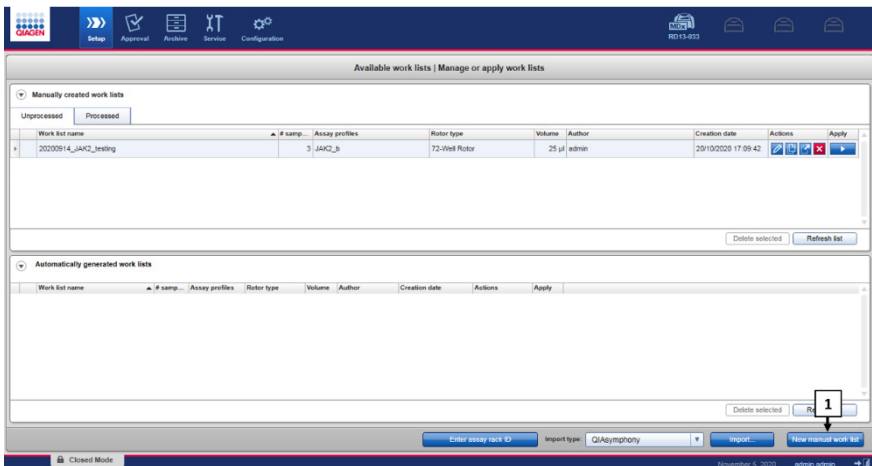 QIAGEN Setup Approval Archive Service Configuration MDx RD13-033
Available work lists | Manage or apply work lists
Manually created work lists
Unprocessed Processed
Work list name # samp... Assay profiles Rotor type Volume Author Creation date Actions Apply
20200914_JAK2_testing 3 JAK2_b 72-Well Rotor 25 µl admin 20/10/2020 17:09:42
Delete selected Refresh list
Automatically generated work lists
Work list name # samp... Assay profiles Rotor type Volume Author Creation date Actions Apply
Delete selected
1
Enter assay rack ID Import type: QIAsymphony Import... New manual work list
Closed Mode November 5, 2020 admin admin